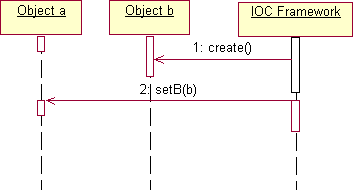 Object a
Object b
IOC Framework
1: create()
2: setB(b)